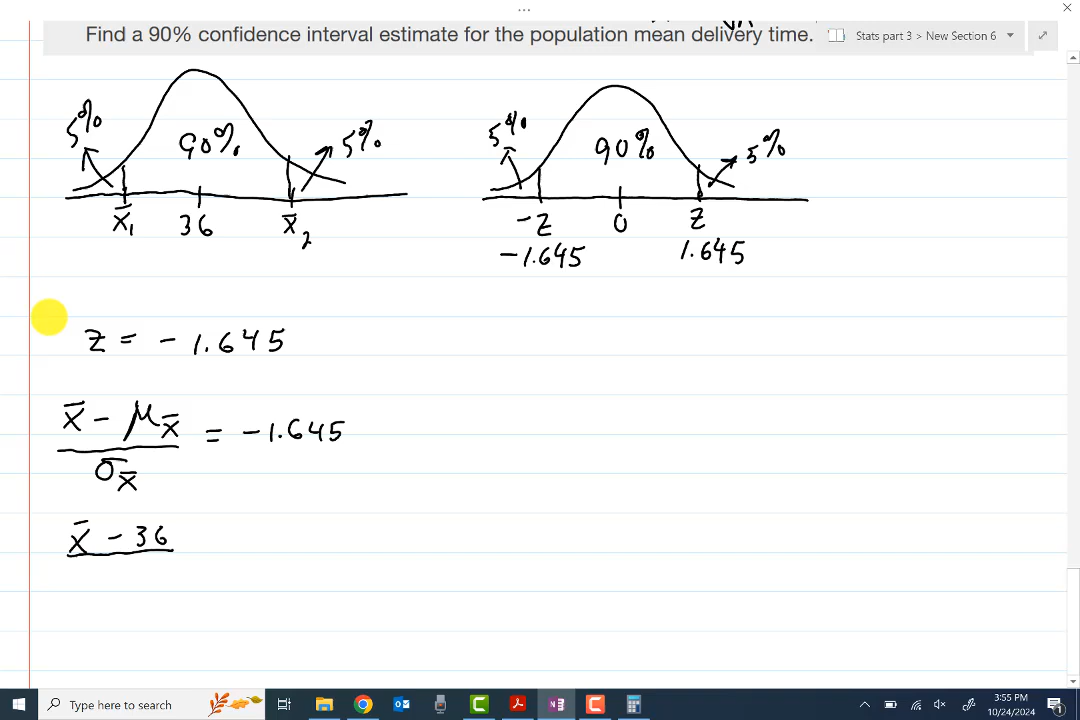 Find a 90% confidence interval estimate for the population mean delivery time.
Stats part 3 > New Section 6
5%
90%
5%
5%
90%
5%
x̄₁
36
x̄₂
-z
0
z
-1.645
1.645
z = -1.645
x̄ - μx̄
= -1.645
σx̄
x̄ - 36
Type here to search
3:55 PM
10/24/2024